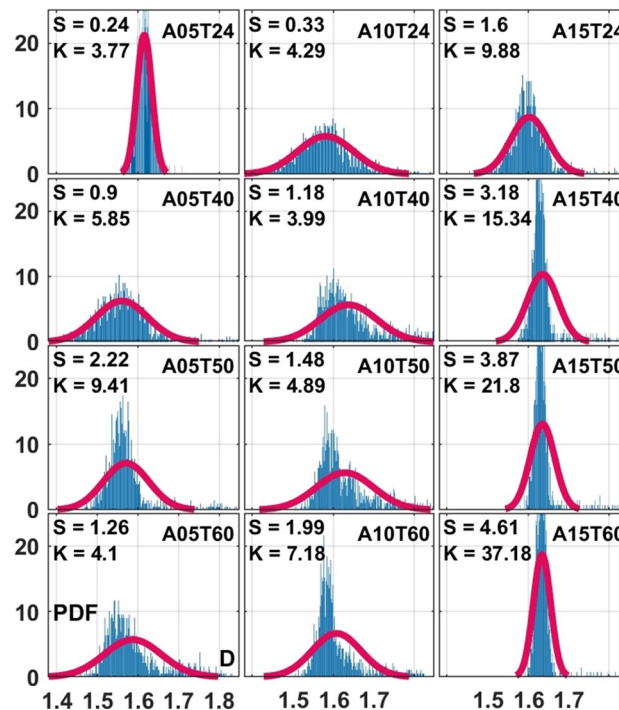 S = 0.24 A05T24
K = 3.77
S = 0.33 A10T24
K = 4.29
S = 1.6 A15T24
K = 9.88
20
10
0
S = 0.9 A05T40
K = 5.85
S = 1.18 A10T40
K = 3.99
S = 3.18 A15T40
K = 15.34
20
10
0
S = 2.22 A05T50
K = 9.41
S = 1.48 A10T50
K = 4.89
S = 3.87 A15T50
K = 21.8
20
10
0
S = 1.26 A05T60
K = 4.1
S = 1.99 A10T60
K = 7.18
S = 4.61 A15T60
K = 37.18
20
10
0
PDF
D
1.4 1.5 1.6 1.7 1.8
1.5 1.6 1.7
1.5 1.6 1.7